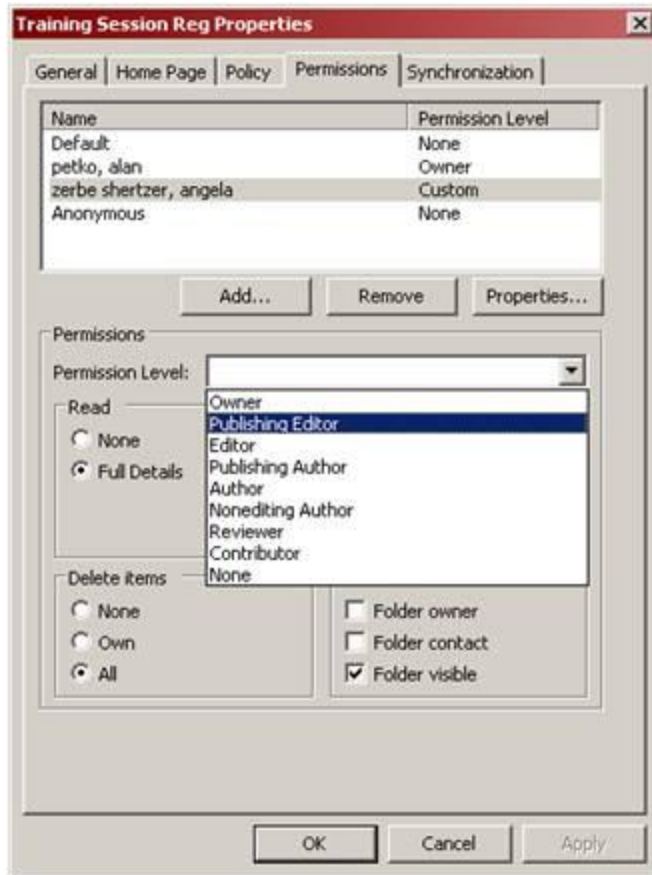 Training Session Reg Properties
General Home Page Policy Permissions Synchronization
Name Permission Level
Default None
petko, alan Owner
zerbe shertzer, angela Custom
Anonymous None
Add... Remove Properties...
Permissions
Permission Level:
Owner
Publishing Editor
Editor
Publishing Author
Author
Nonediting Author
Reviewer
Contributor
None
Read
None
Full Details
Delete items
None
Own
All
Folder owner
Folder contact
Folder visible
OK Cancel Apply